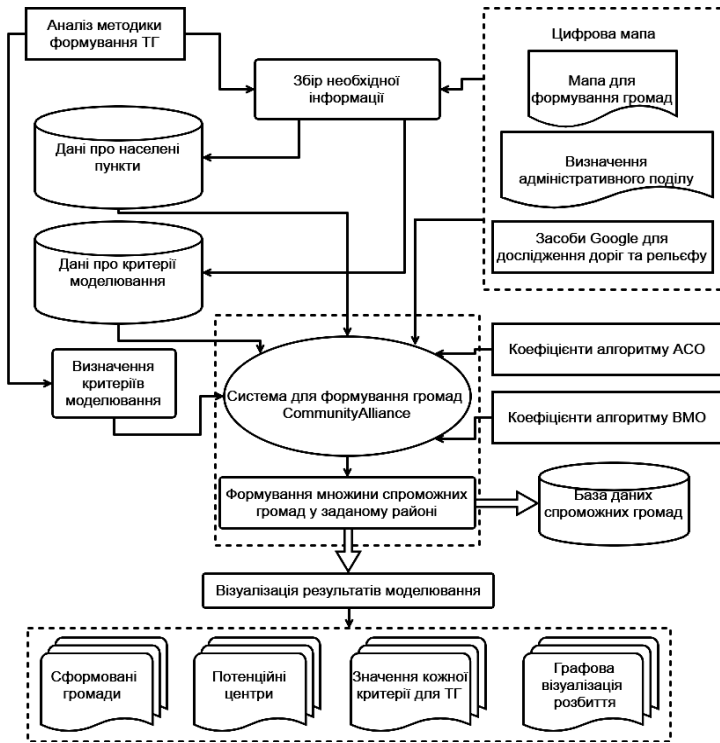 Аналіз методики
формування ТГ
Цифрова мапа
Збір необхідної
інформації
Мапа для
формування громад
Дані про населені
пункти
Визначення
адміністративного поділу
Засоби Google для
дослідження доріг та рельєфу
Дані про критерії
моделювання
Визначення
критеріїв
моделювання
Система для формування громад
CommunityAlliance
Коефіцієнти алгоритму ACO
Коефіцієнти алгоритму BMO
Формування множини спроможних
громад у заданому районі
База даних
спроможних громад
Візуалізація результатів моделювання
Сформовані
громади
Потенційні
центри
Значення кожної
критерії для ТГ
Графова
візуалізація
розбиття